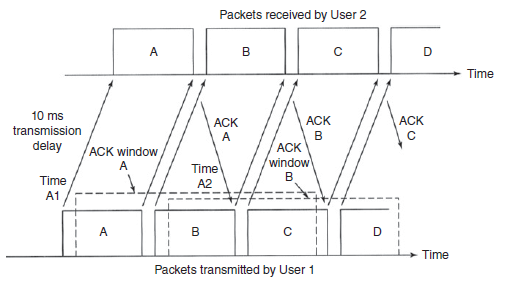 Packets received by User 2
A
B
C
D
Time
10 ms
transmission
delay
ACK window
A
ACK
A
ACK
B
ACK
C
Time
A1
Time
A2
ACK
window
B
A
B
C
D
Time
Packets transmitted by User 1